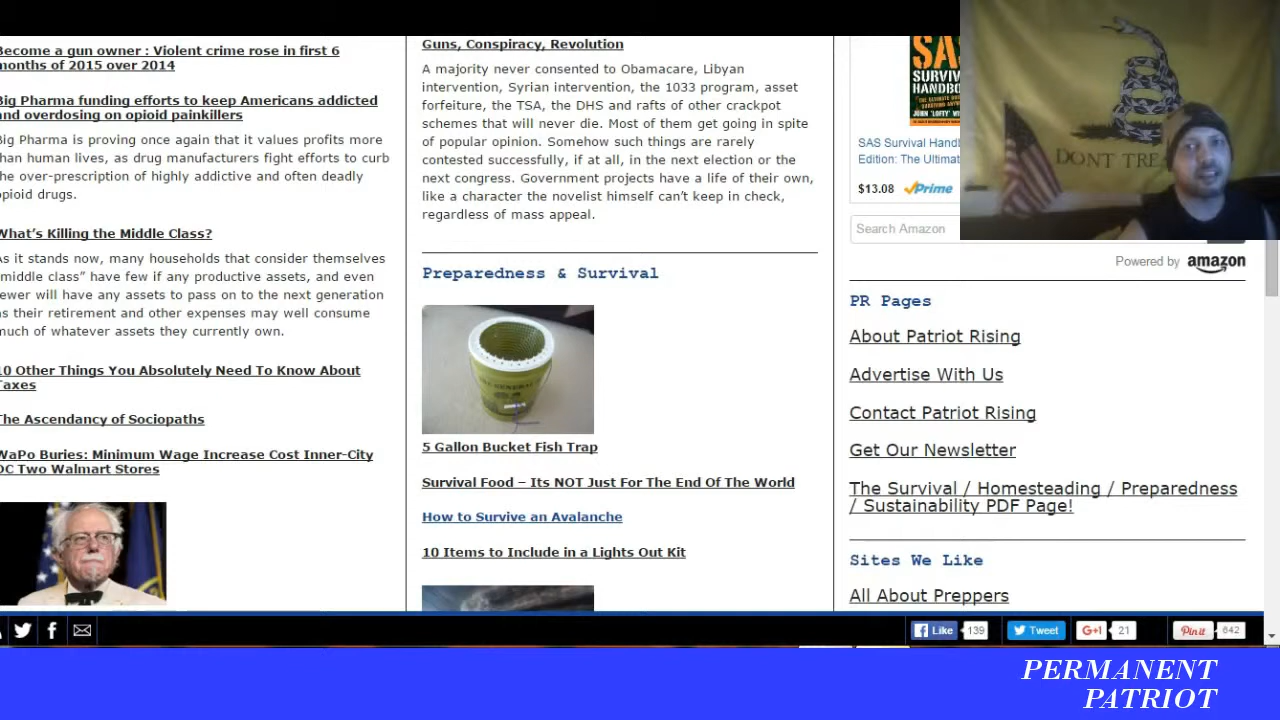 Become a gun owner : Violent crime rose in first 6
months of 2015 over 2014
Big Pharma funding efforts to keep Americans addicted
and overdosing on opioid painkillers
Big Pharma is proving once again that it values profits more
than human lives, as drug manufacturers fight efforts to curb
the over-prescription of highly addictive and often deadly
opioid drugs.
What's Killing the Middle Class?
As it stands now, many households that consider themselves
"middle class" have few if any productive assets, and even
fewer will have any assets to pass on to the next generation
as their retirement and other expenses may well consume
much of whatever assets they currently own.
10 Other Things You Absolutely Need To Know About
Taxes
The Ascendancy of Sociopaths
WaPo Buries: Minimum Wage Increase Cost Inner-City
DC Two Walmart Stores
Guns, Conspiracy, Revolution
A majority never consented to Obamacare, Libyan
intervention, Syrian intervention, the 1033 program, asset
forfeiture, the TSA, the DHS and rafts of other crackpot
schemes that will never die. Most of them get going in spite
of popular opinion. Somehow such things are rarely
contested successfully, if at all, in the next election or the
next congress. Government projects have a life of their own,
like a character the novelist himself can't keep in check,
regardless of mass appeal.
Preparedness & Survival
5 Gallon Bucket Fish Trap
Survival Food – Its NOT Just For The End Of The World
How to Survive an Avalanche
10 Items to Include in a Lights Out Kit
SAS
SURVIV
HANDBO
SAS Survival Handb
Edition: The Ultimat
$13.08 Prime
Search Amazon
Powered by amazon
PR Pages
About Patriot Rising
Advertise With Us
Contact Patriot Rising
Get Our Newsletter
The Survival / Homesteading / Preparedness
/ Sustainability PDF Page!
Sites We Like
All About Preppers
DONT TRE
Like 139 Tweet G+1 21 Pin it 642
PERMANENT
PATRIOT